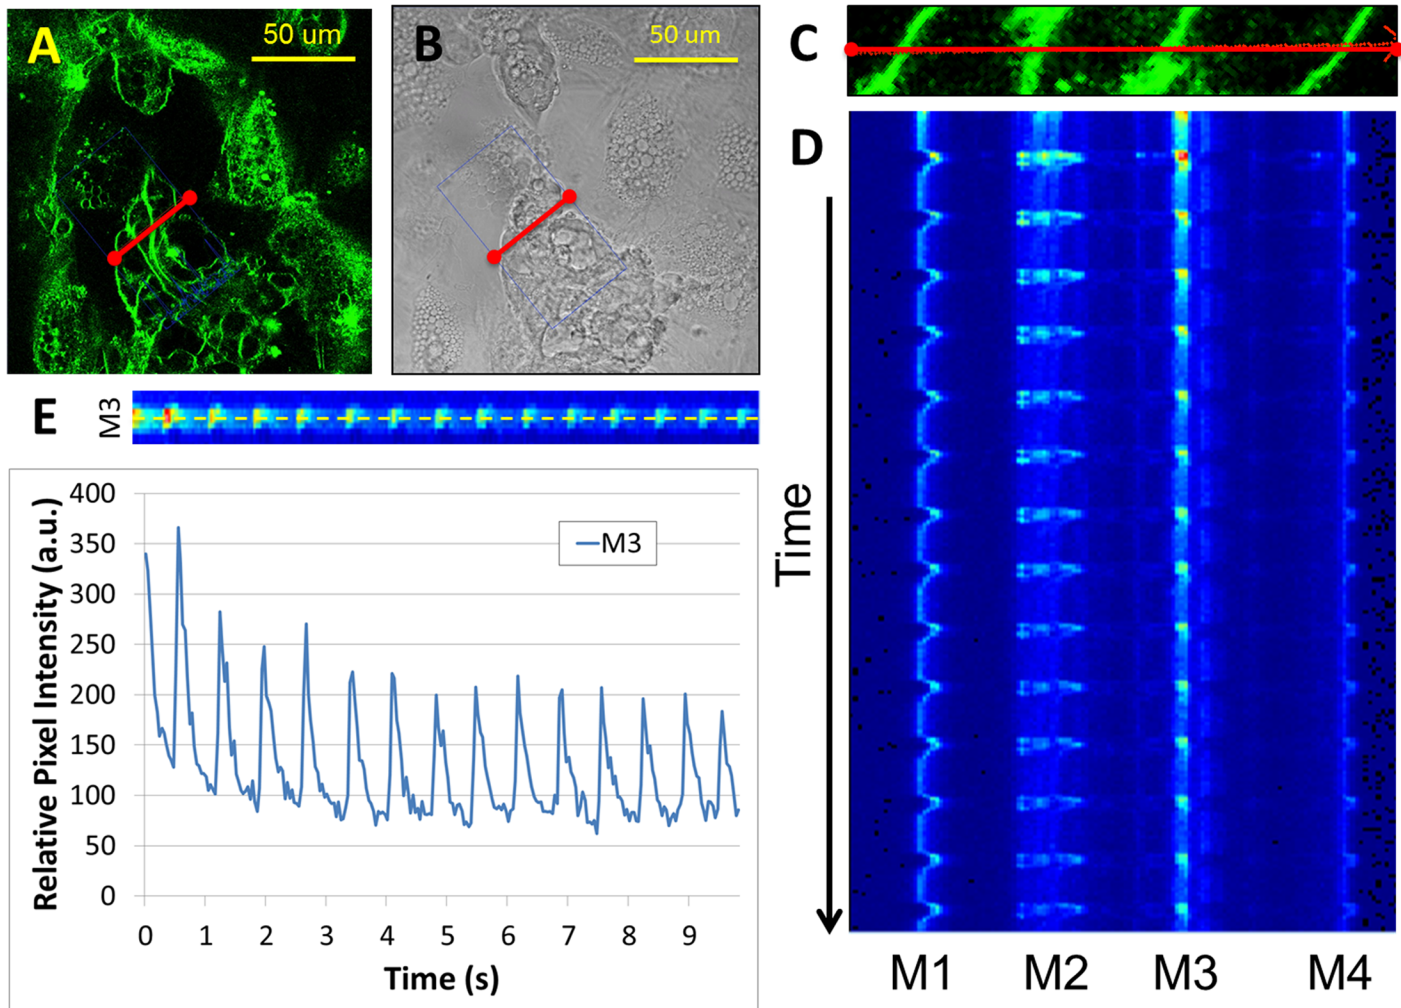 A
50 um
B
50 um
C
D
E
M3
Time
400
350
300
250
200
150
100
50
0
Relative Pixel Intensity (a.u.)
M3
0 1 2 3 4 5 6 7 8 9
Time (s)
M1 M2 M3 M4